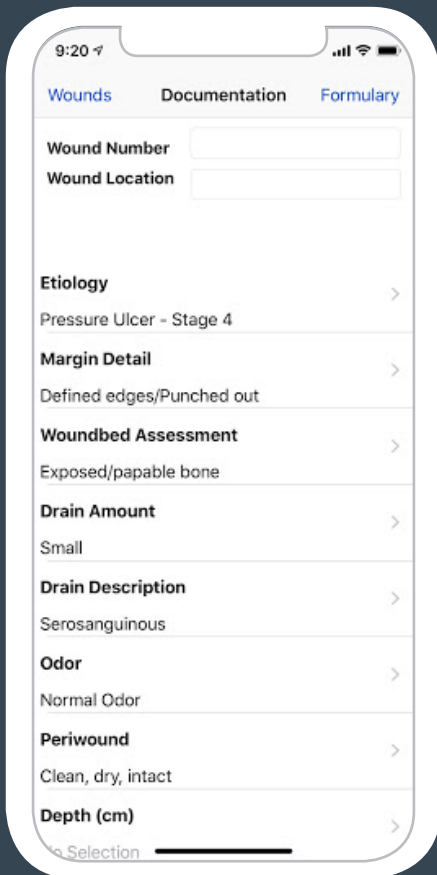 9:20
Wounds Documentation Formulary
Wound Number
Wound Location
Etiology
Pressure Ulcer - Stage 4
Margin Detail
Defined edges/Punched out
Woundbed Assessment
Exposed/papable bone
Drain Amount
Small
Drain Description
Serosanguinous
Odor
Normal Odor
Periwound
Clean, dry, intact
Depth (cm)
No Selection